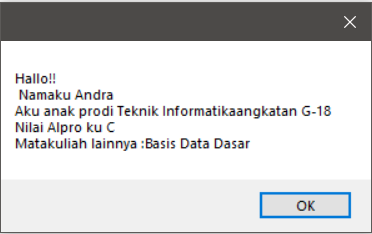 Hallo!!
Namaku Andra
Aku anak prodi Teknik Informatikaangkatan G-18
Nilai Alpro ku C
Matakuliah lainnya :Basis Data Dasar
OK